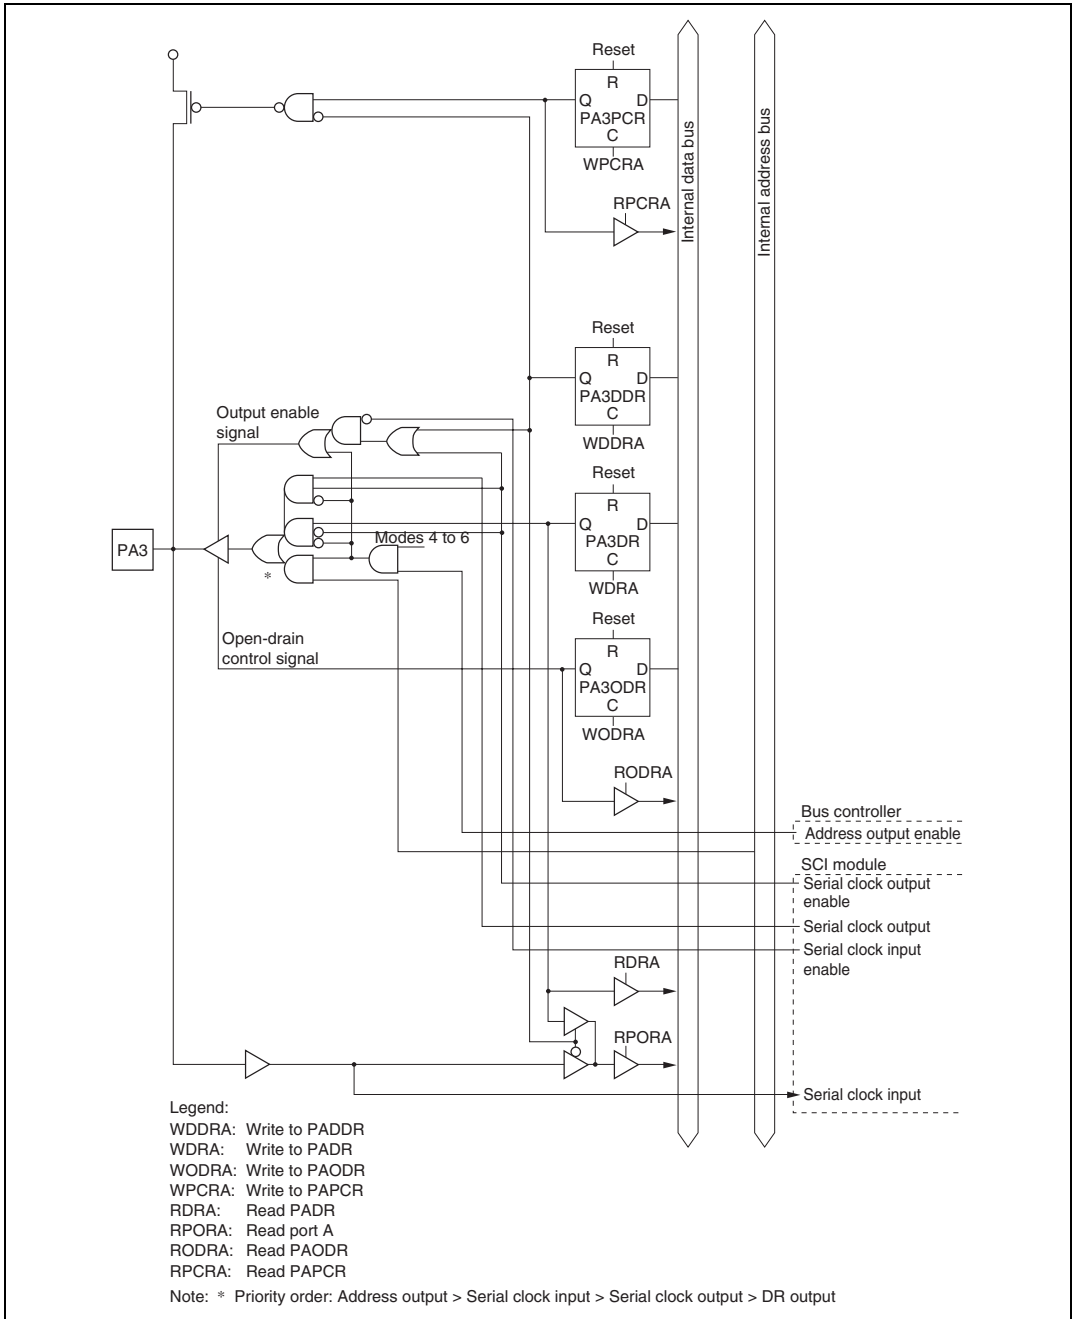 Reset
R
Q D
PA3PCR
C
WPCRA
Internal data bus
Internal address bus
RPCRA
Reset
R
Q D
PA3DDR
C
WDDRA
Output enable
signal
Reset
R
Q D
PA3DR
C
WDRA
Modes 4 to 6
PA3
*
Open-drain
control signal
Reset
R
Q D
PA3ODR
C
WODRA
RODRA
Bus controller
Address output enable
SCI module
Serial clock output
enable
Serial clock output
Serial clock input
enable
RDRA
RPORA
Serial clock input
Legend:
WDDRA: Write to PADDR
WDRA: Write to PADR
WODRA: Write to PAODR
WPCRA: Write to PAPCR
RDRA: Read PADR
RPORA: Read port A
RODRA: Read PAODR
RPCRA: Read PAPCR
Note: * Priority order: Address output > Serial clock input > Serial clock output > DR output